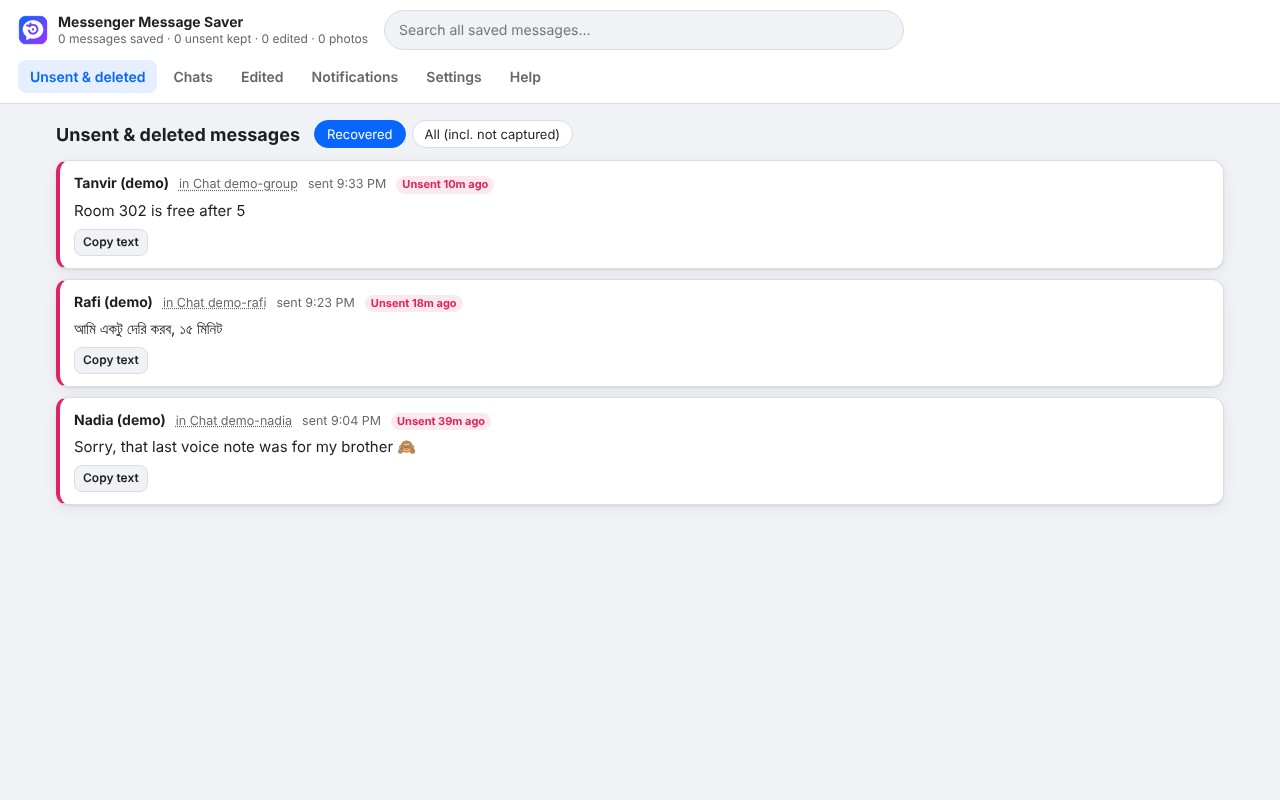 Messenger Message Saver
0 messages saved · 0 unsent kept · 0 edited · 0 photos
Search all saved messages...
Unsent & deleted Chats Edited Notifications Settings Help
Unsent & deleted messages Recovered All (incl. not captured)
Tanvir (demo) in Chat demo-group sent 9:33 PM Unsent 10m ago
Room 302 is free after 5
Copy text
Rafi (demo) in Chat demo-rafi sent 9:23 PM Unsent 18m ago
আমি একটু দেরি করব, ১৫ মিনিট
Copy text
Nadia (demo) in Chat demo-nadia sent 9:04 PM Unsent 39m ago
Sorry, that last voice note was for my brother 🙈
Copy text